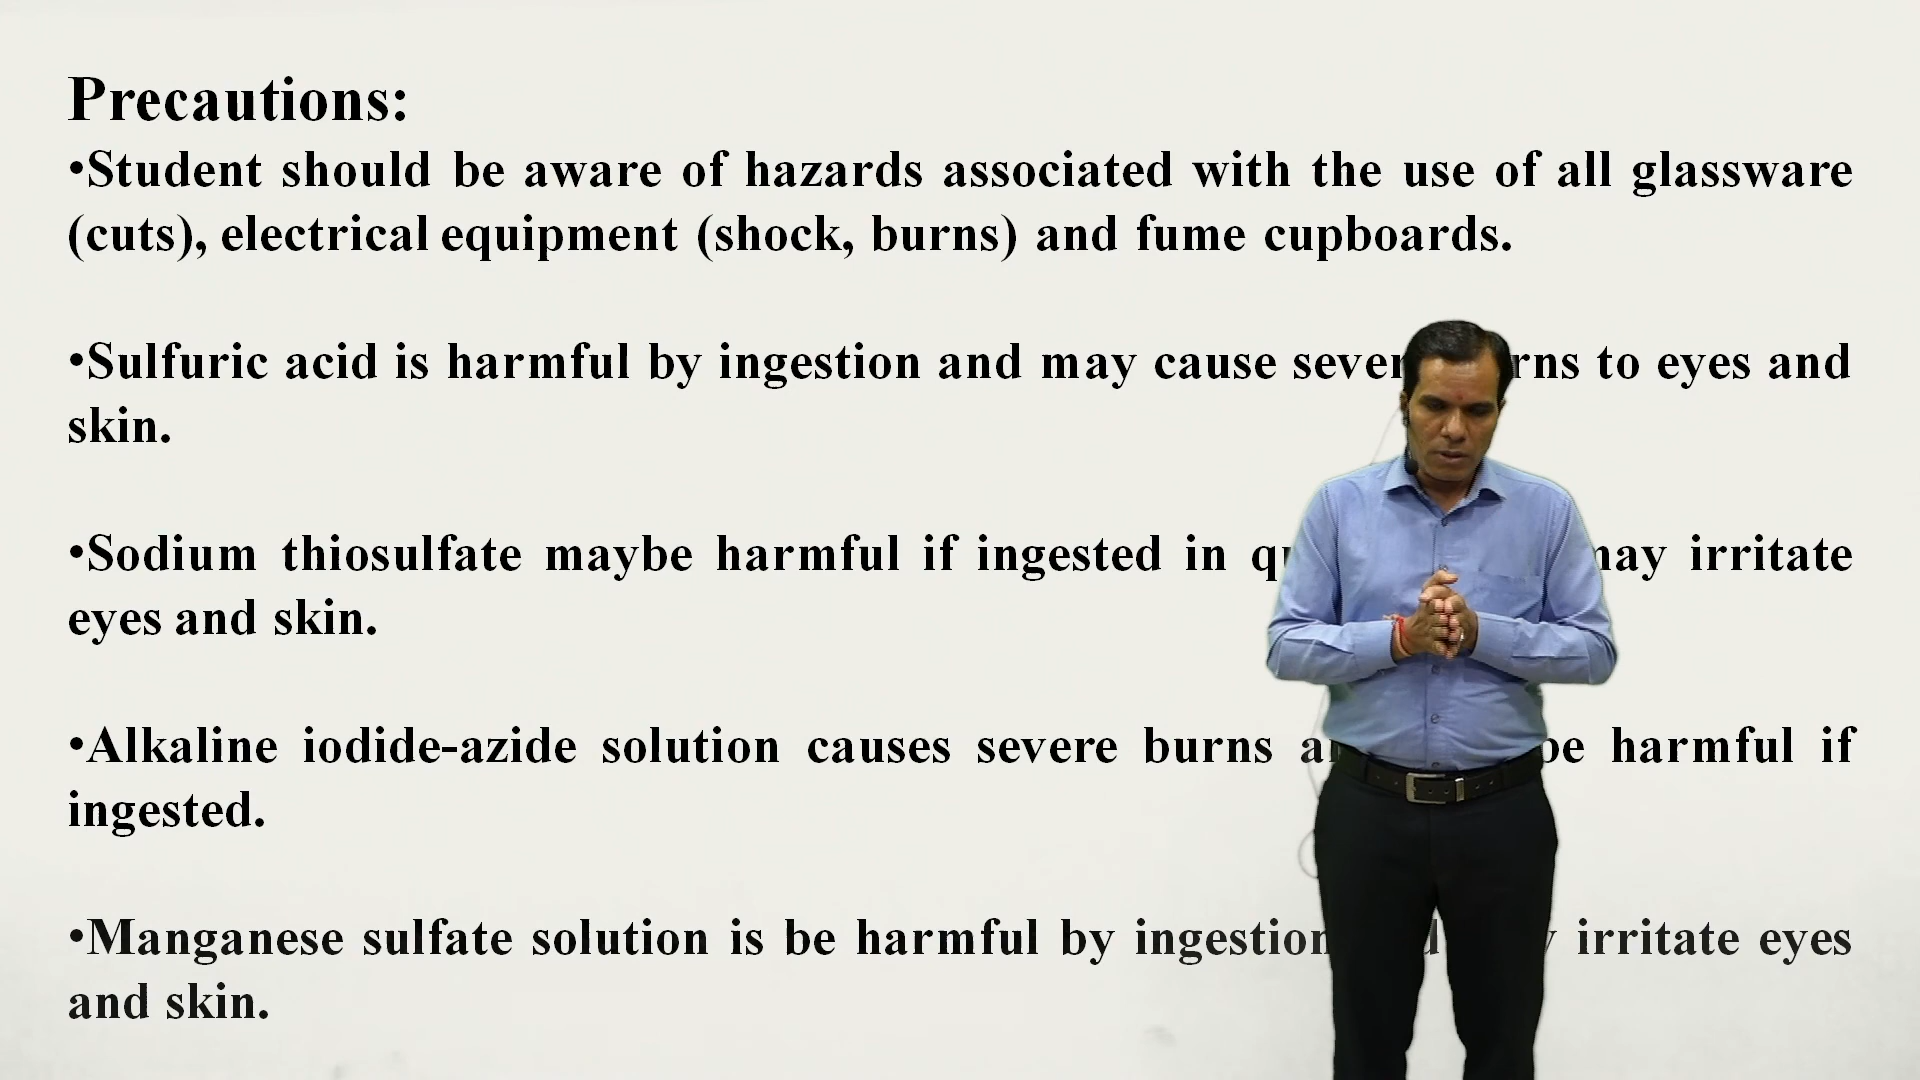 Precautions:
•Student should be aware of hazards associated with the use of all glassware
(cuts), electrical equipment (shock, burns) and fume cupboards.
•Sulfuric acid is harmful by ingestion and may cause to eyes and
skin.
•Sodium thiosulfate maybe harmful if ingested in may irritate
eyes and skin.
•Alkaline iodide-azide solution causes severe burns be harmful if
ingested.
•Manganese sulfate solution is be harmful by ingestion irritate eyes
and skin.